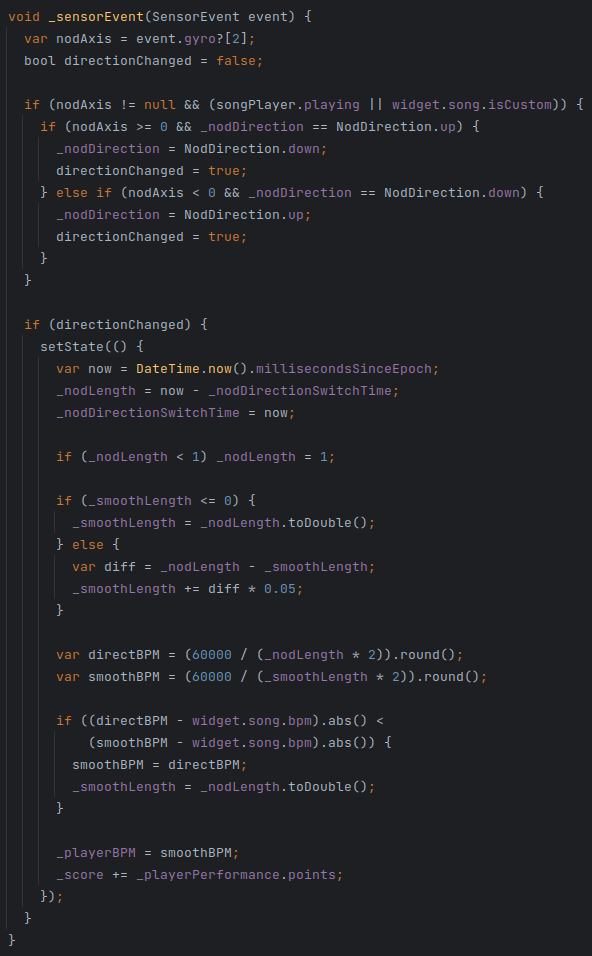 void _sensorEvent(SensorEvent event) {
  var nodAxis = event.gyro?[2];
  bool directionChanged = false;

  if (nodAxis != null && (songPlayer.playing || widget.song.isCustom)) {
    if (nodAxis >= 0 && _nodDirection == NodDirection.up) {
      _nodDirection = NodDirection.down;
      directionChanged = true;
    } else if (nodAxis < 0 && _nodDirection == NodDirection.down) {
      _nodDirection = NodDirection.up;
      directionChanged = true;
    }
  }

  if (directionChanged) {
    setState(() {
      var now = DateTime.now().millisecondsSinceEpoch;
      _nodLength = now - _nodDirectionSwitchTime;
      _nodDirectionSwitchTime = now;

      if (_nodLength < 1) _nodLength = 1;

      if (_smoothLength <= 0) {
        _smoothLength = _nodLength.toDouble();
      } else {
        var diff = _nodLength - _smoothLength;
        _smoothLength += diff * 0.05;
      }

      var directBPM = (60000 / (_nodLength * 2)).round();
      var smoothBPM = (60000 / (_smoothLength * 2)).round();

      if ((directBPM - widget.song.bpm).abs() <
          (smoothBPM - widget.song.bpm).abs()) {
        smoothBPM = directBPM;
        _smoothLength = _nodLength.toDouble();
      }

      _playerBPM = smoothBPM;
      _score += _playerPerformance.points;
    });
  }
}